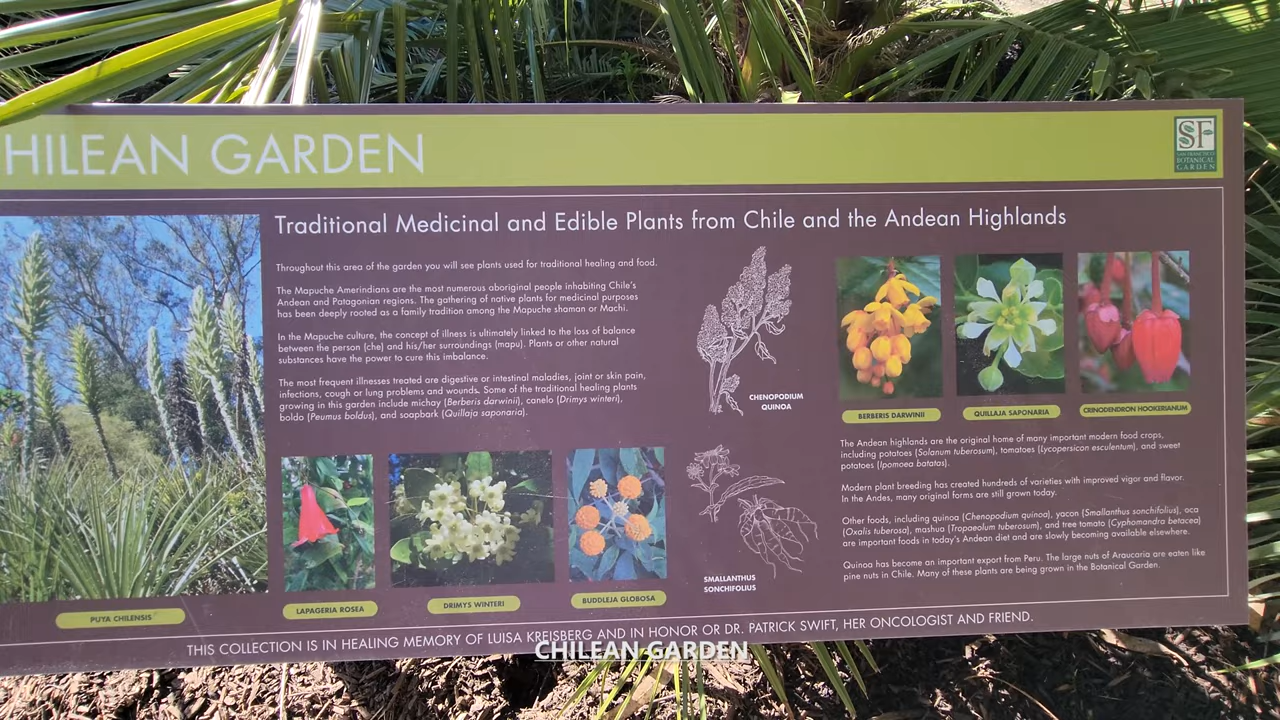 HILEAN GARDEN
SF
SAN FRANCISCO
BOTANICAL
GARDEN
Traditional Medicinal and Edible Plants from Chile and the Andean Highlands
Throughout this area of the garden you will see plants used for traditional healing and food.
The Mapuche Amerindians are the most numerous aboriginal people inhabiting Chile's
Andean and Patagonian regions. The gathering of native plants for medicinal purposes
has been deeply rooted as a family tradition among the Mapuche shaman or Machi.
In the Mapuche culture, the concept of illness is ultimately linked to the loss of balance
between the person (che) and his/her surroundings (mapu). Plants or other natural
substances have the power to cure this imbalance.
The most frequent illnesses treated are digestive or intestinal maladies, joint or skin pain,
infections, cough or lung problems and wounds. Some of the traditional healing plants
growing in this garden include michay (Berberis darwinii), canelo (Drimys winteri),
boldo (Peumus boldus), and soapbark (Quillaja saponaria).
CHENOPODIUM
QUINOA
BERBERIS DARWINII
QUILLAJA SAPONARIA
CRINODENDRON HOOKERIANUM
The Andean highlands are the original home of many important modern food crops,
including potatoes (Solanum tuberosum), tomatoes (Lycopersican esculentum), and sweet
potatoes (Ipomoea batatas).
Modern plant breeding has created hundreds of varieties with improved vigor and flavor.
In the Andes, many original forms are still grown today.
Other foods, including quinoa (Chenopodium quinoa), yacon (Smallanthus sonchifolius), oca
(Oxalis tuberosa), mashua (Tropaeolum tuberosum), and tree tomato (Cyphomandra betacea)
are important foods in today's Andean diet and are slowly becoming available elsewhere.
Quinoa has become an important export from Peru. The large nuts of Araucaria are eaten like
pine nuts in Chile. Many of these plants are being grown in the Botanical Garden.
SMALLANTHUS
SONCHIFOLIUS
PUYA CHILENSIS
LAPAGERIA ROSEA
DRIMYS WINTERI
BUDDLEJA GLOBOSA
THIS COLLECTION IS IN HEALING MEMORY OF LUISA KREISBERG AND IN HONOR OR DR. PATRICK SWIFT, HER ONCOLOGIST AND FRIEND.
CHILEAN GARDEN